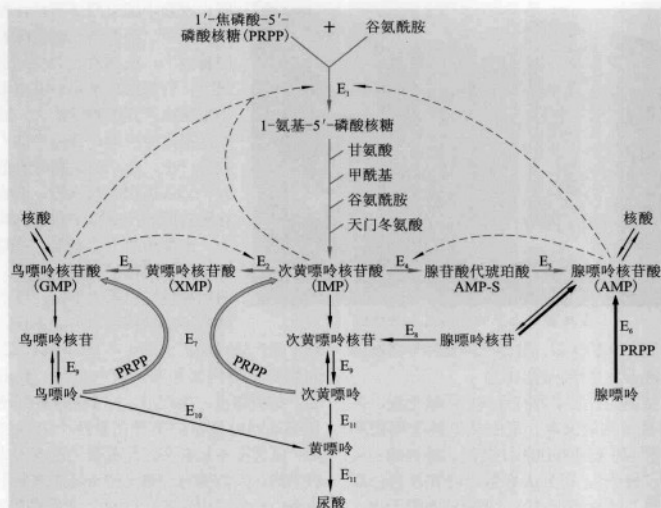 1′-焦磷酸-5′-
磷酸核糖(PRPP)
+
谷氨酰胺
E₁
1-氨基-5′-磷酸核糖
甘氨酸
甲酰基
谷氨酰胺
天门冬氨酸
核酸
核酸
鸟嘌呤核苷酸
(GMP)
E₃
黄嘌呤核苷酸
(XMP)
E₂
次黄嘌呤核苷酸
(IMP)
E₄
腺苷酸代琥珀酸
AMP-S
E₅
腺嘌呤核苷酸
(AMP)
鸟嘌呤核苷
E₇
次黄嘌呤核苷
E₈
腺嘌呤核苷
E₆
PRPP
E₉
PRPP
PRPP
E₉
鸟嘌呤
次黄嘌呤
腺嘌呤
E₁₀
E₁₁
黄嘌呤
E₁₁
尿酸